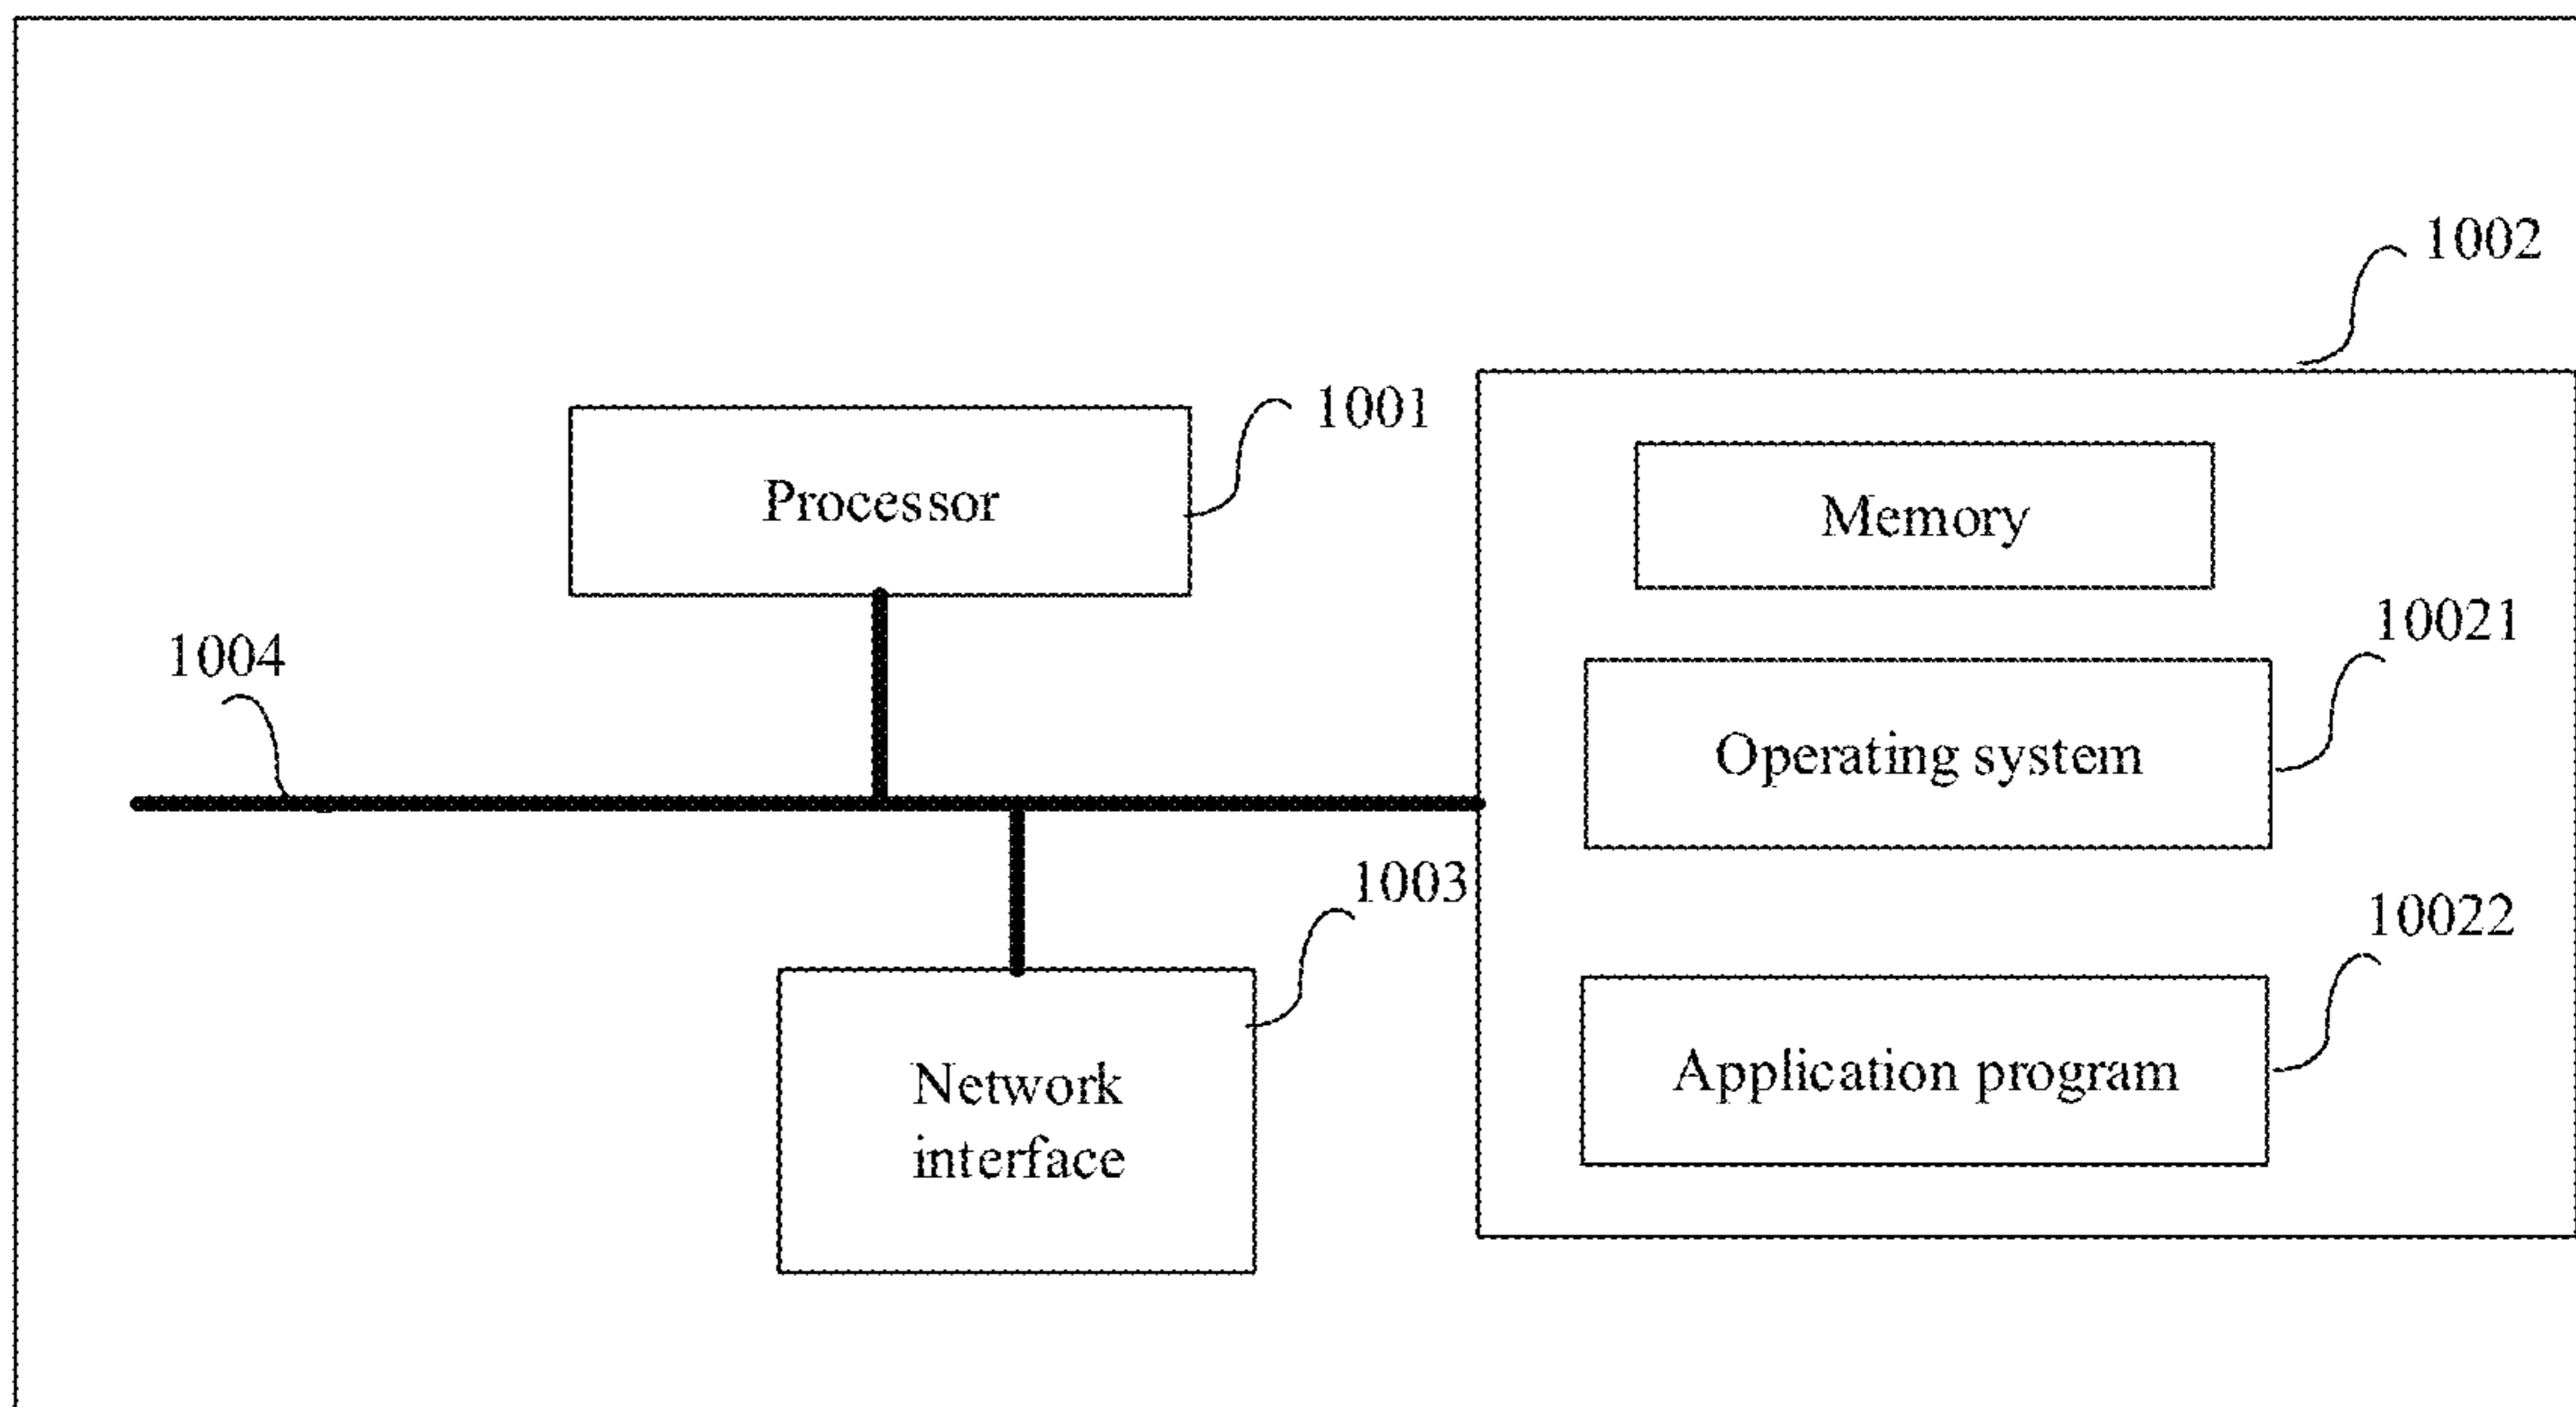 1002
1001
Processor
Memory
10021
1004
Operating system
1003
10022
Network
interface
Application program